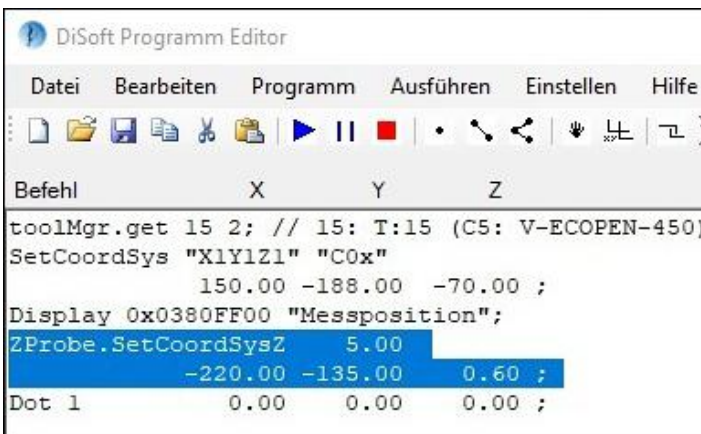 DiSoft Programm Editor
Datei Bearbeiten Programm Ausführen Einstellen Hilfe
Befehl X Y Z
toolMgr.get 15 2; // 15: T:15 (C5: V-ECOPEN-450)
SetCoordSys "X1Y1Z1" "C0x"
150.00 -188.00 -70.00 ;
Display 0x0380FF00 "Messposition";
ZProbe.SetCoordSysZ 5.00
-220.00 -135.00 0.60 ;
Dot 1 0.00 0.00 0.00 ;